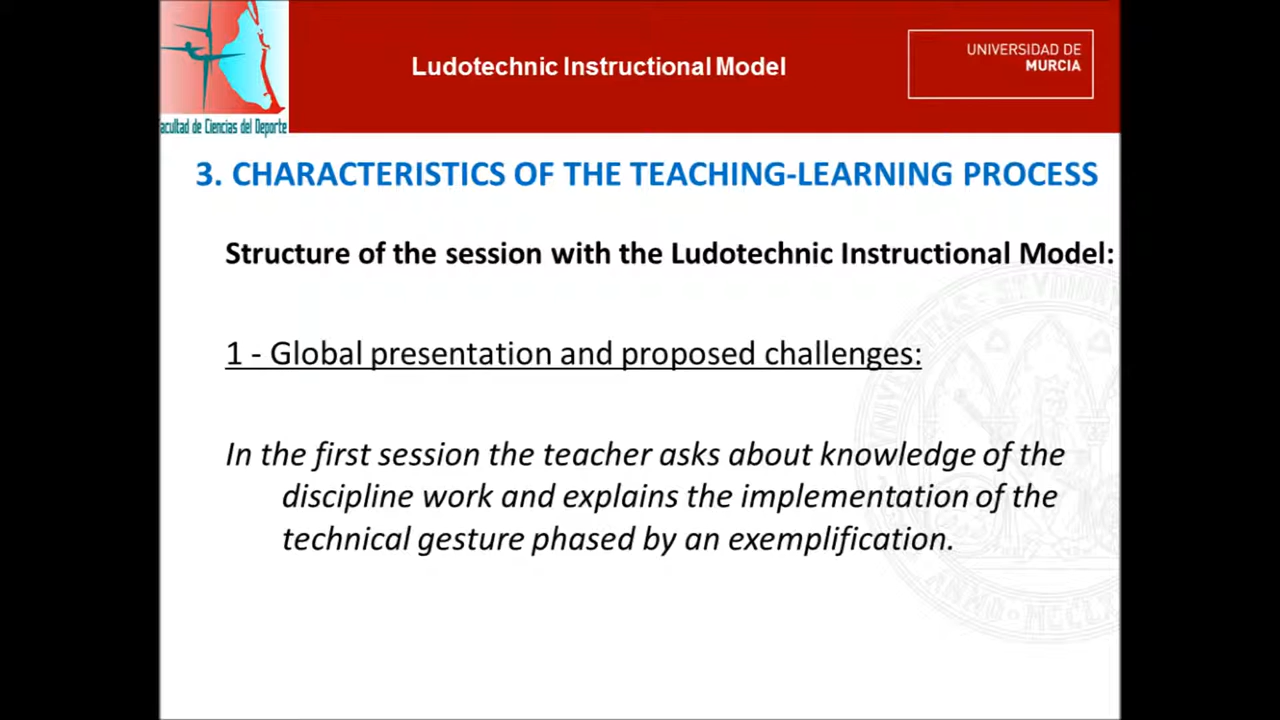 Ludotechnic Instructional Model
UNIVERSIDAD DE
MURCIA
acultad de Ciencias del Deporte
3. CHARACTERISTICS OF THE TEACHING-LEARNING PROCESS
Structure of the session with the Ludotechnic Instructional Model:
1 - Global presentation and proposed challenges:
In the first session the teacher asks about knowledge of the
discipline work and explains the implementation of the
technical gesture phased by an exemplification.